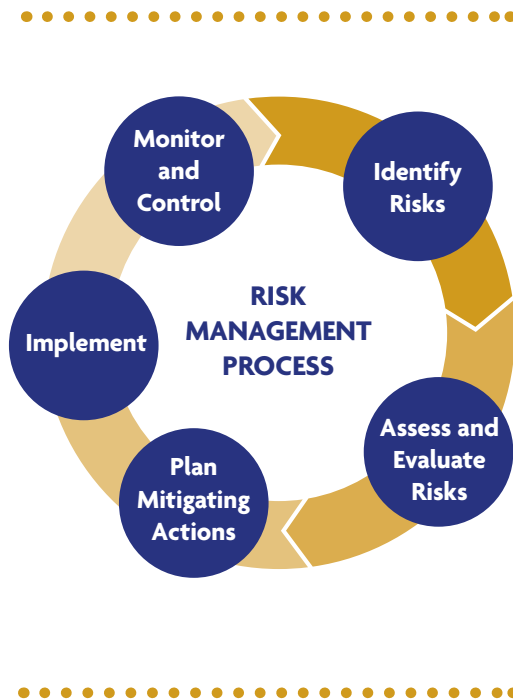 RISK
MANAGEMENT
PROCESS
Identify
Risks
Assess and
Evaluate
Risks
Plan
Mitigating
Actions
Implement
Monitor
and
Control